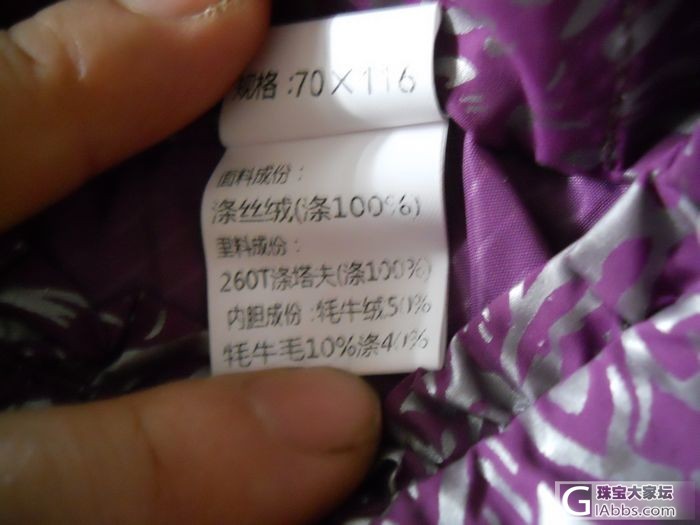 规格:70×116
面料成份:
涤丝绒(涤100%)
里料成份:
260T涤塔夫(涤100%)
内胆成份:牦牛绒50%
牦牛毛10%涤40%
G 珠宝大家坛
GIAbbs.com